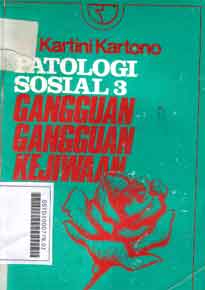 Kartini Kartono
PATOLOGI
SOSIAL 3
GANGGUAN
GANGGUAN
KEJIWAAN